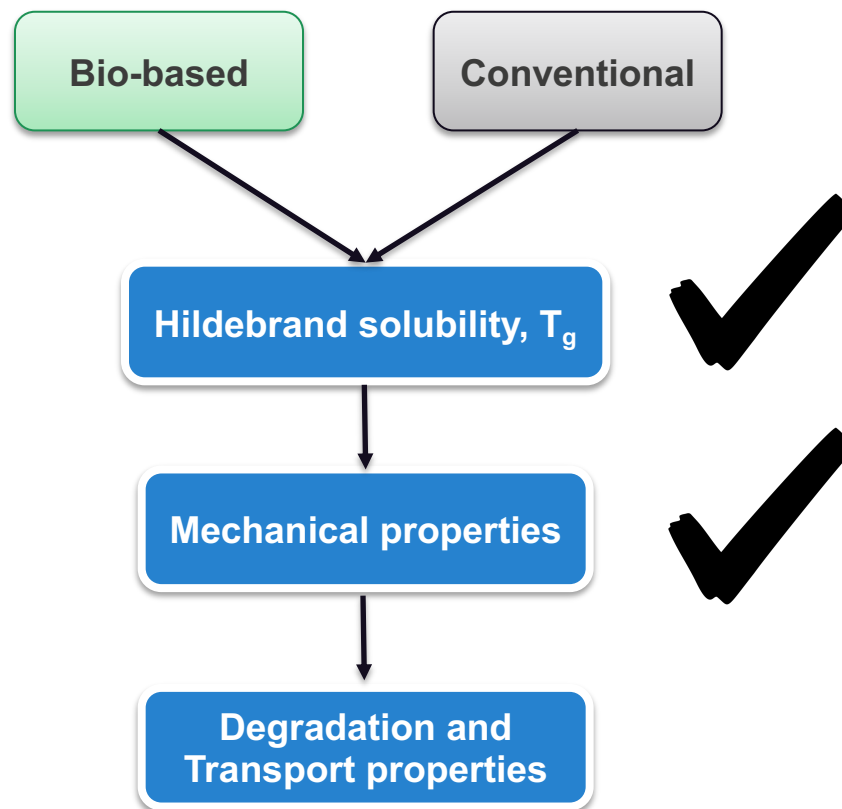 Bio-based
Conventional
Hildebrand solubility, Tg
Mechanical properties
Degradation and
Transport properties